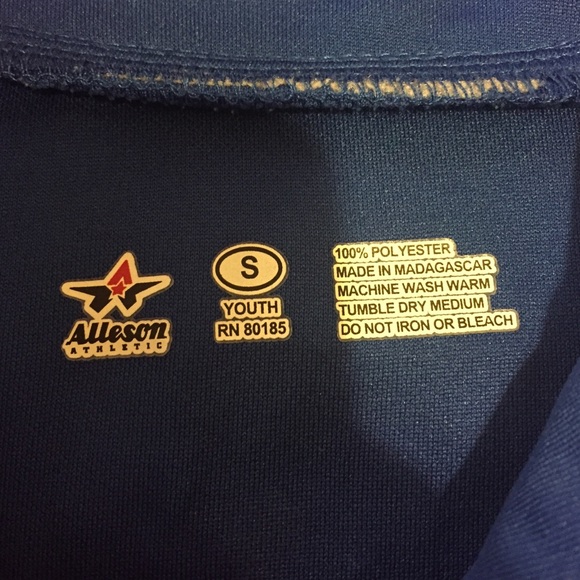 Alleson
ATHLETIC
S
YOUTH
RN 80185
100% POLYESTER
MADE IN MADAGASCAR
MACHINE WASH WARM
TUMBLE DRY MEDIUM
DO NOT IRON OR BLEACH